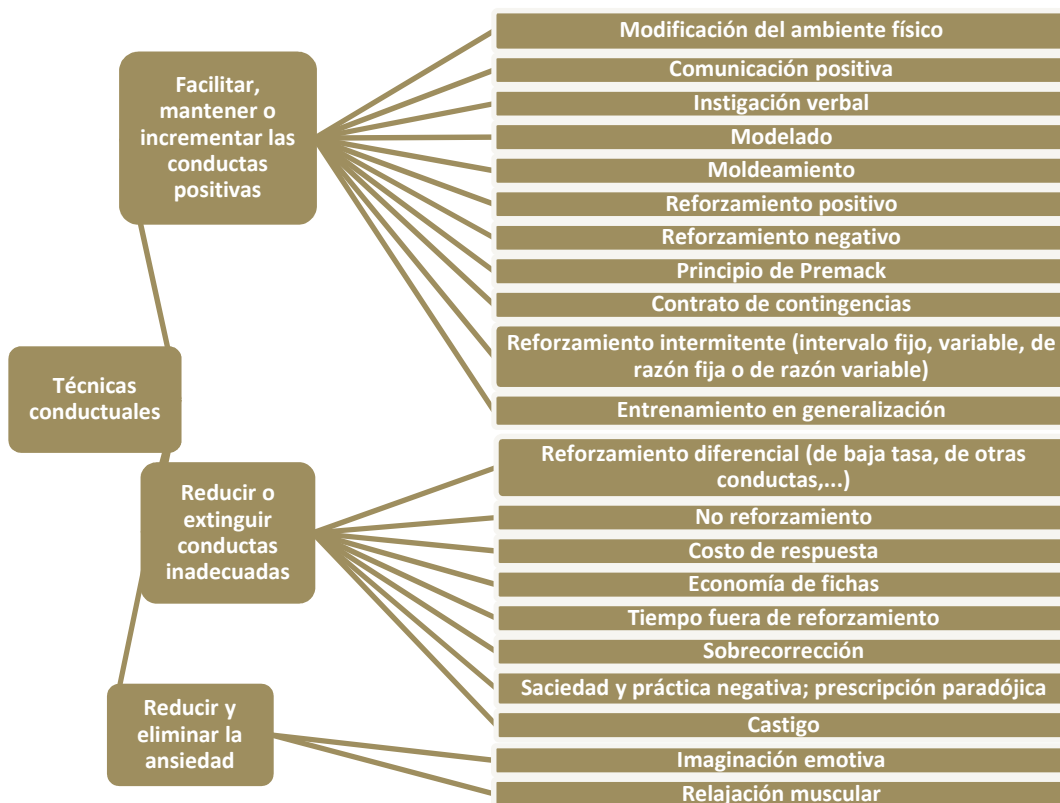 Técnicas
conductuales
Facilitar,
mantener o
incrementar las
conductas
positivas
Modificación del ambiente físico
Comunicación positiva
Instigación verbal
Modelado
Moldeamiento
Reforzamiento positivo
Reforzamiento negativo
Principio de Premack
Contrato de contingencias
Reforzamiento intermitente (intervalo fijo, variable, de
razón fija o de razón variable)
Entrenamiento en generalización
Reducir o
extinguir
conductas
inadecuadas
Reforzamiento diferencial (de baja tasa, de otras
conductas,...)
No reforzamiento
Costo de respuesta
Economía de fichas
Tiempo fuera de reforzamiento
Sobrecorrección
Saciedad y práctica negativa; prescripción paradójica
Castigo
Reducir y
eliminar la
ansiedad
Imaginación emotiva
Relajación muscular